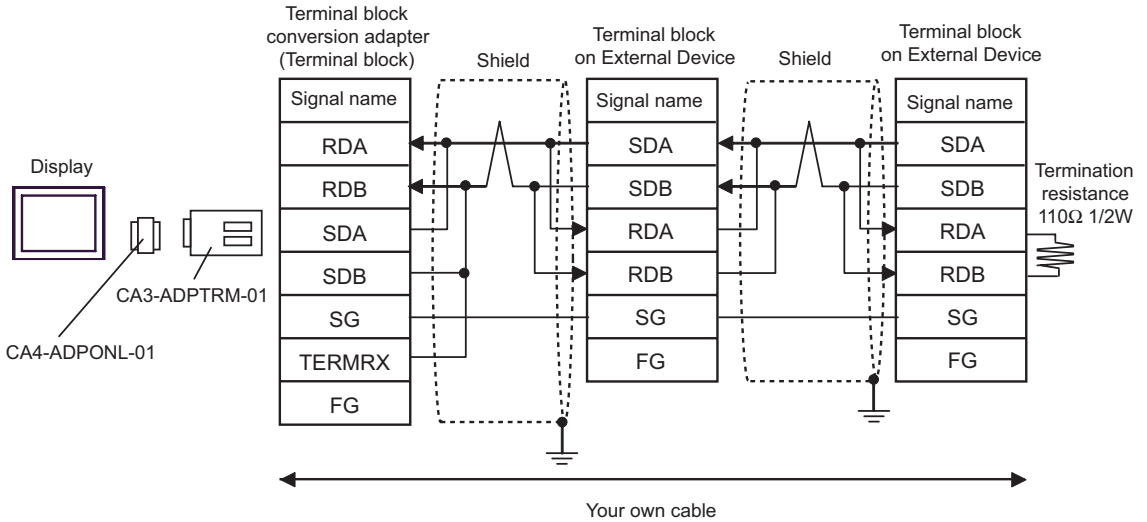 Terminal block
conversion adapter
(Terminal block)
Shield
Terminal block
on External Device
Shield
Terminal block
on External Device
Signal name
RDA
RDB
SDA
SDB
SG
TERMRX
FG
Signal name
SDA
SDB
RDA
RDB
SG
FG
Signal name
SDA
SDB
RDA
RDB
SG
FG
Display
CA3-ADPTRM-01
CA4-ADPONL-01
Termination
resistance
110Ω 1/2W
Your own cable